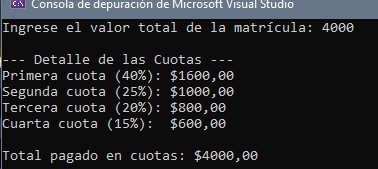 Consola de depuración de Microsoft Visual Studio
Ingrese el valor total de la matrícula: 4000
--- Detalle de las Cuotas ---
Primera cuota (40%): $1600,00
Segunda cuota (25%): $1000,00
Tercera cuota (20%): $800,00
Cuarta cuota (15%):  $600,00
Total pagado en cuotas: $4000,00